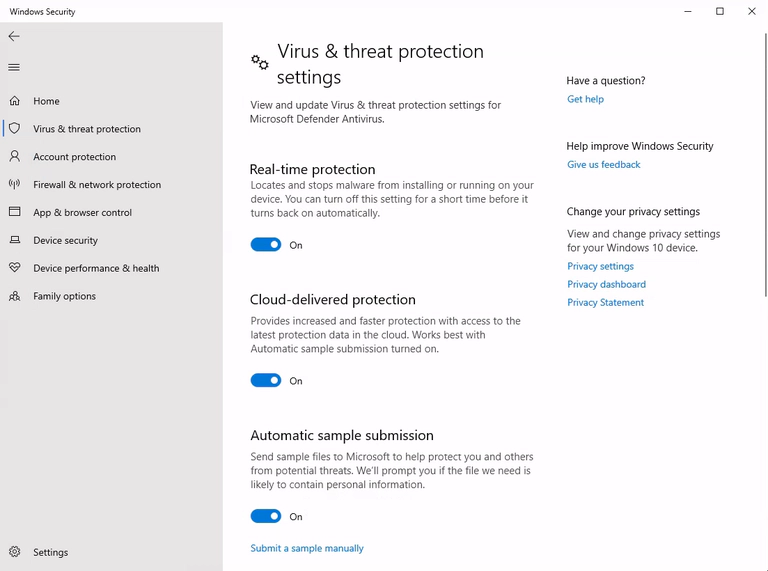 Windows Security
Home
Virus & threat protection
Account protection
Firewall & network protection
App & browser control
Device security
Device performance & health
Family options
Settings
Virus & threat protection
settings
View and update Virus & threat protection settings for
Microsoft Defender Antivirus.
Real-time protection
Locates and stops malware from installing or running on your
device. You can turn off this setting for a short time before it
turns back on automatically.
On
Cloud-delivered protection
Provides increased and faster protection with access to the
latest protection data in the cloud. Works best with
Automatic sample submission turned on.
On
Automatic sample submission
Send sample files to Microsoft to help protect you and others
from potential threats. We'll prompt you if the file we need is
likely to contain personal information.
On
Submit a sample manually
Have a question?
Get help
Help improve Windows Security
Give us feedback
Change your privacy settings
View and change privacy settings
for your Windows 10 device.
Privacy settings
Privacy dashboard
Privacy Statement